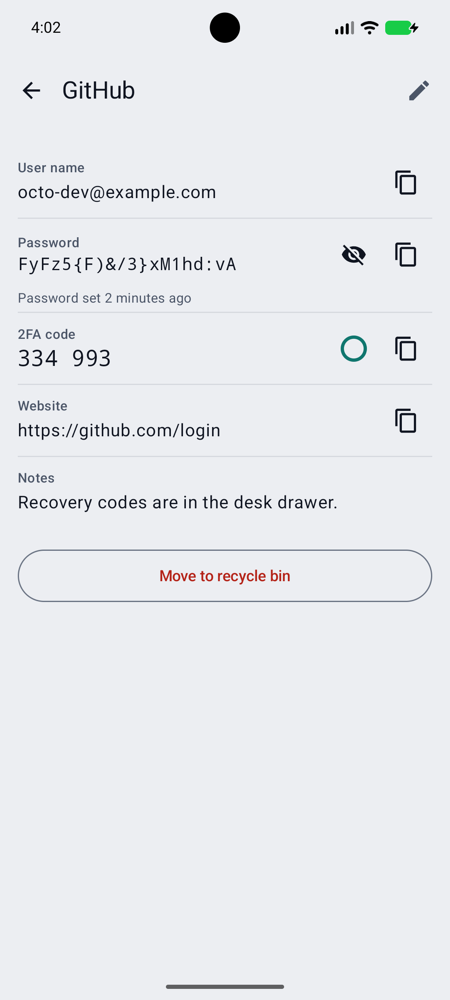 4:02
GitHub
User name
octo-dev@example.com
Password
FyFz5{F)&/3}xM1hd:vA
Password set 2 minutes ago
2FA code
334 993
Website
https://github.com/login
Notes
Recovery codes are in the desk drawer.
Move to recycle bin